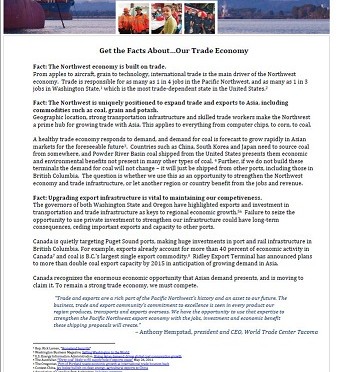 Get the Facts About...Our Trade Economy
Fact: The Northwest economy is built on trade.
From apples to aircraft, grain to technology, international trade is the main driver of the Northwest
economy. Trade is responsible for as many as 1 in 4 jobs in the Pacific Northwest, and as many as 1 in 3
jobs in Washington State,¹ which is the most trade-dependent state in the United States.²
Fact: The Northwest is uniquely positioned to expand trade and exports to Asia, including
commodities such as coal, grain and potash.
Geographic location, strong transportation infrastructure and skilled trade workers make the Northwest
a prime hub for growing trade with Asia. This applies to everything from computer chips, to corn, to coal.
A healthy trade economy responds to demand, and demand for coal is forecast to grow rapidly in Asian
markets for the foreseeable future³. Countries such as China, South Korea and Japan need to source coal
from somewhere, and Powder River Basin coal shipped from the United States presents them economic
and environmental benefits not present in many other types of coal. ⁴ Further, if we do not build these
terminals the demand for coal will not change – it will just be shipped from other ports, including those in
British Columbia. The question is whether we use this as an opportunity to strengthen the Northwest
economy and trade infrastructure, or let another region or country benefit from the jobs and revenue.
Fact: Upgrading export infrastructure is vital to maintaining our competitiveness.
The governors of both Washington State and Oregon have highlighted exports and investment in
transportation and trade infrastructure as keys to regional economic growth. Failure to seize the
opportunity to use private investment to strengthen our infrastructure could have long-term
consequences, ceding important exports and capacity to other ports.
Canada is quietly targeting Puget Sound ports, making huge investments in port and rail infrastructure in
British Columbia. For example, exports already account for more than 40 percent of economic activity in
Canada⁷ and coal is B.C.'s largest single export commodity.⁸ Ridley Export Terminal has announced plans
to more than double coal export capacity by 2015 in anticipation of growing demand in Asia.
Canada recognizes the enormous economic opportunity that Asian demand presents, and is moving to
claim it. To remain a strong trade economy, we must compete.
"Trade and exports are a rich part of the Pacific Northwest's history and an asset to our future. The
business, trade and export community's commitment to excellence is seen in every product our
region produces, transports and exports overseas. We have the opportunity to use that expertise to
strengthen the Pacific Northwest export economy with the jobs, investment and economic benefit
these shipping proposals will create."
~ Anthony Hemstad, president and CEO, World Trade Center Tacoma